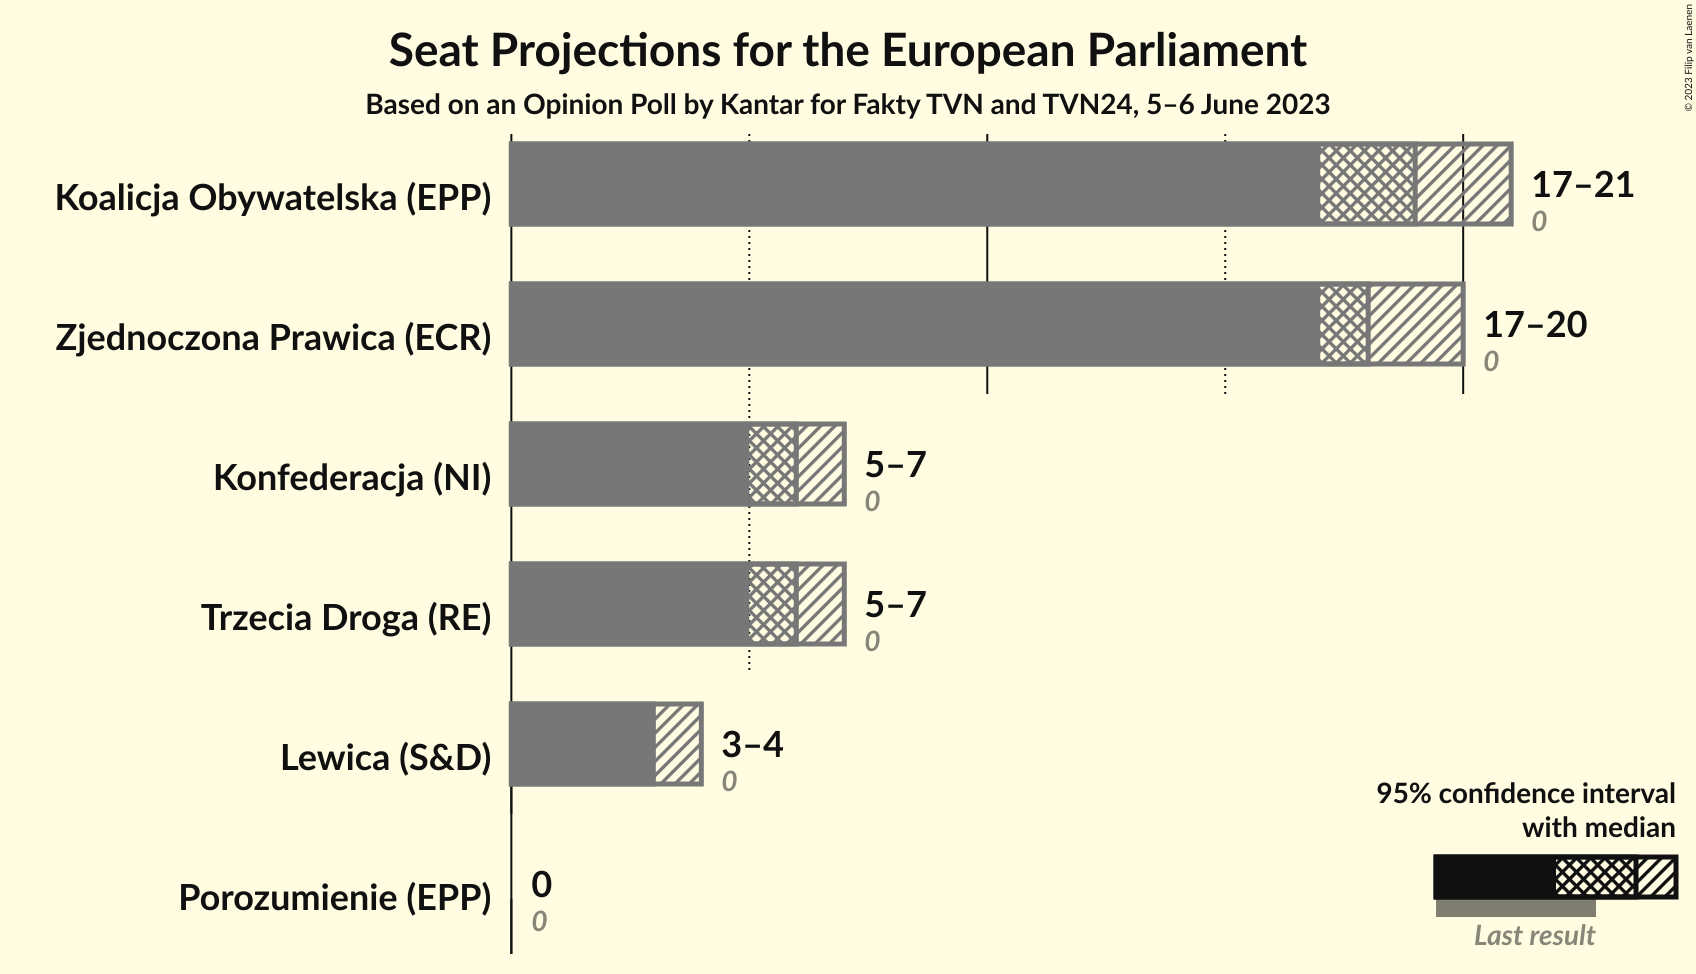 Seat Projections for the European Parliament
Based on an Opinion Poll by Kantar for Fakty TVN and TVN24, 5–6 June 2023
© 2023 Filip van Laenen
Koalicja Obywatelska (EPP)
17–21
0
Zjednoczona Prawica (ECR)
17–20
0
Konfederacja (NI)
5–7
0
Trzecia Droga (RE)
5–7
0
Lewica (S&D)
3–4
0
Porozumienie (EPP)
0
0
95% confidence interval
with median
Last result